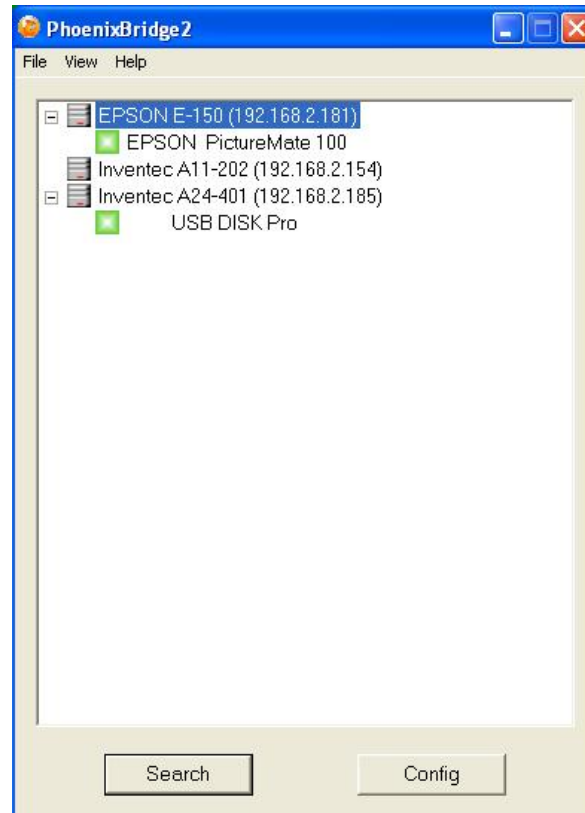 PhoenixBridge2
File View Help
EPSON E-150 (192.168.2.181)
EPSON PictureMate 100
Inventec A11-202 (192.168.2.154)
Inventec A24-401 (192.168.2.185)
USB DISK Pro
Search Config